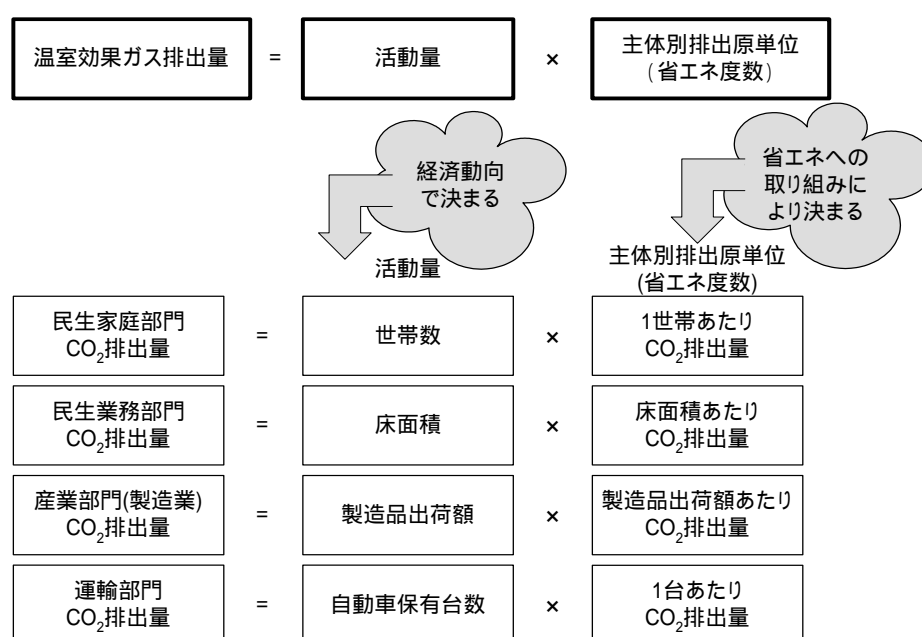 温室効果ガス排出量 = 活動量 × 主体別排出原単位
(省エネ度数)
経済動向
で決まる
省エネへの
取り組みに
より決まる
活動量
主体別排出原単位
(省エネ度数)
民生家庭部門
CO₂排出量
=
世帯数
×
1世帯あたり
CO₂排出量
民生業務部門
CO₂排出量
=
床面積
×
床面積あたり
CO₂排出量
産業部門(製造業)
CO₂排出量
=
製造品出荷額
×
製造品出荷額あたり
CO₂排出量
運輸部門
CO₂排出量
=
自動車保有台数
×
1台あたり
CO₂排出量